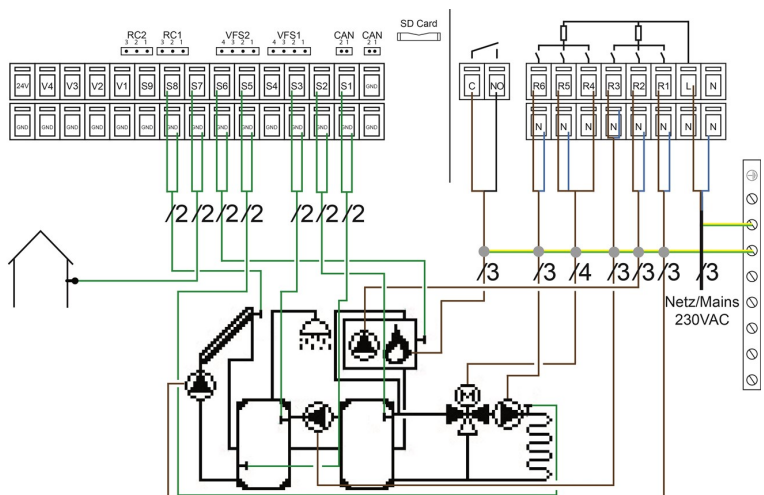 RC2 RC1 VFS2 VFS1 CAN CAN SD Card
3 2 1 3 2 1 4 3 2 1 4 3 2 1 2 1 2 1
24V V4 V3 V2 V1 S9 S8 S7 S6 S5 S4 S3 S2 S1 GND C NO R6 R5 R4 R3 R2 R1 L N
GND GND GND GND GND GND GND GND GND GND GND GND GND GND GND N N N N N N N
2 2 2 2 2 2 2
3 3 4 3 3 3 3
Netz/Mains
230VAC
M